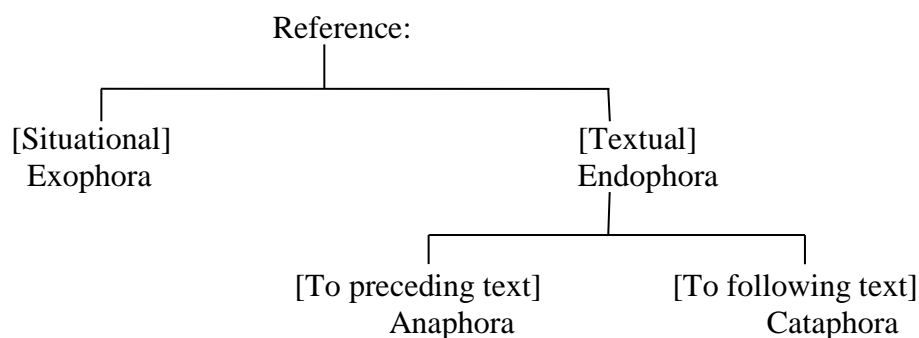 Reference:
[Situational] [Textual]
Exophora Endophora
[To preceding text] [To following text]
Anaphora Cataphora